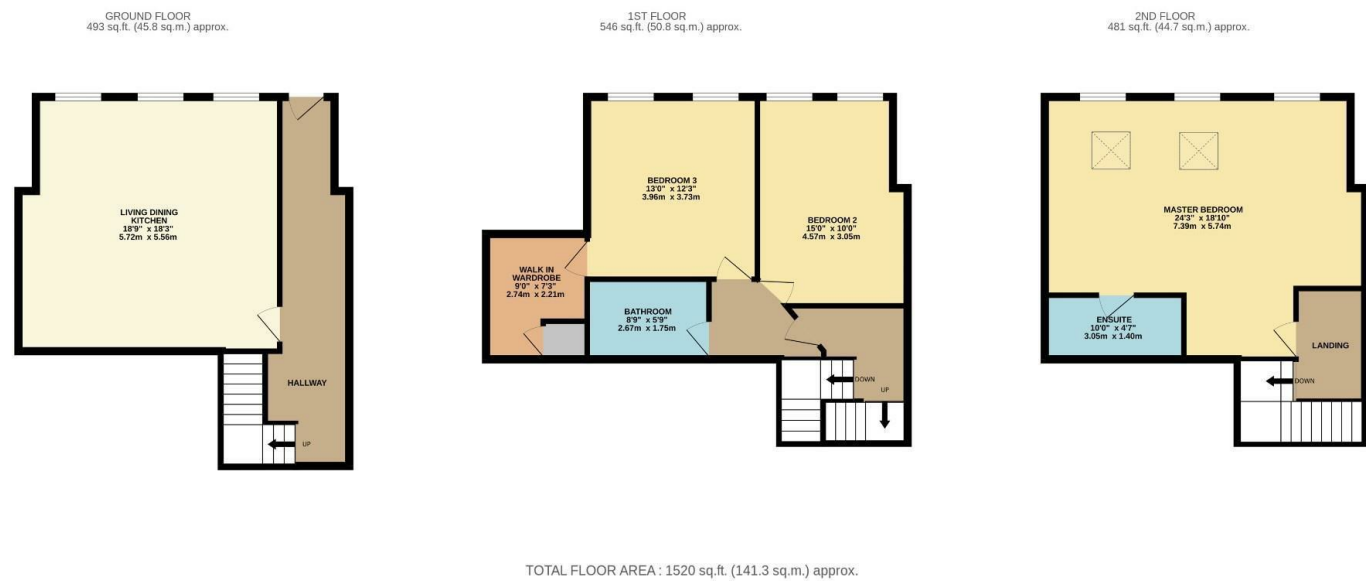 GROUND FLOOR
493 sq.ft. (45.8 sq.m.) approx.
LIVING DINING
KITCHEN
18'9" x 18'3"
5.72m x 5.56m
HALLWAY
UP
1ST FLOOR
546 sq.ft. (50.8 sq.m.) approx.
BEDROOM 3
13'0" x 12'3"
3.96m x 3.73m
BEDROOM 2
15'0" x 10'0"
4.57m x 3.05m
WALK IN
WARDROBE
9'0" x 7'3"
2.74m x 2.21m
BATHROOM
8'9" x 5'9"
2.67m x 1.75m
DOWN
UP
2ND FLOOR
481 sq.ft. (44.7 sq.m.) approx.
MASTER BEDROOM
24'3" x 18'10"
7.39m x 5.74m
ENSUITE
10'0" x 4'7"
3.05m x 1.40m
LANDING
DOWN
TOTAL FLOOR AREA : 1520 sq.ft. (141.3 sq.m.) approx.